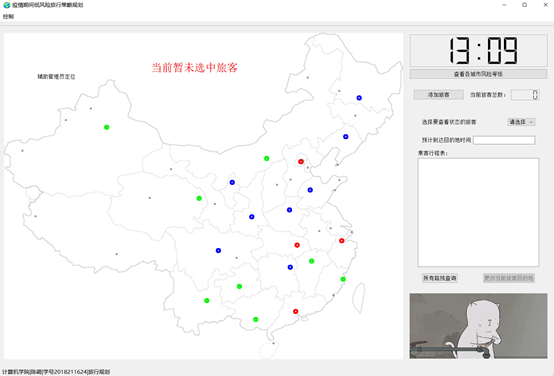 疫情期间低风险旅行策略规划
控制
当前暂未选中旅客
辅助管理员定位
13:09
查看各城市风险等级
添加旅客
当前旅客总数: 0
选择要查看状态的旅客 请选择
预计到达目的地时间
乘客行程表:
所有路线查询
更改当前旅客目的地
计算机学院|陈硕|学号2018211624|旅行规划